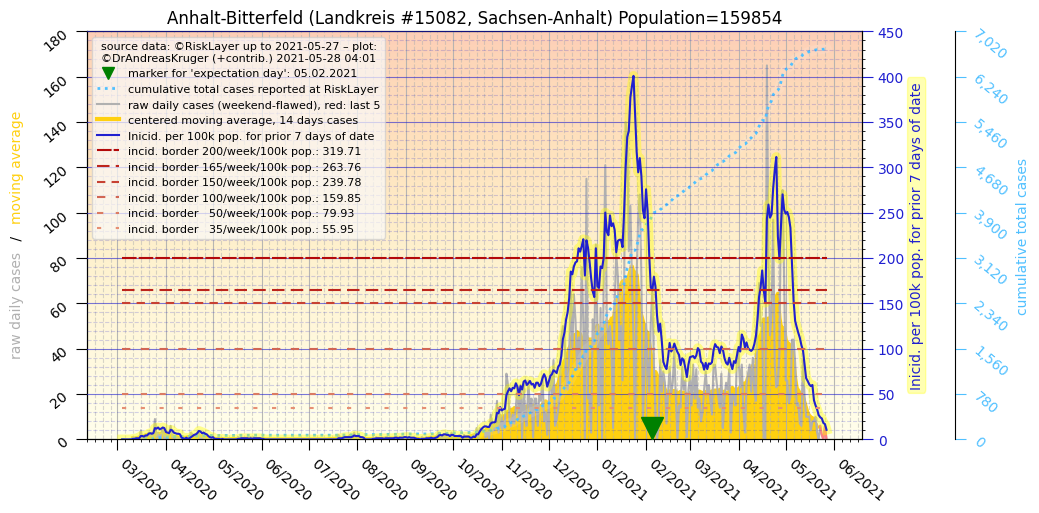 Anhalt-Bitterfeld (Landkreis #15082, Sachsen-Anhalt) Population=159854
source data: ©RiskLayer up to 2021-05-27 – plot:
©DrAndreasKruger (+contrib.) 2021-05-28 04:01
marker for 'expectation day': 05.02.2021
cumulative total cases reported at RiskLayer
raw daily cases (weekend-flawed), red: last 5
centered moving average, 14 days cases
Inicid. per 100k pop. for prior 7 days of date
incid. border 200/week/100k pop.: 319.71
incid. border 165/week/100k pop.: 263.76
incid. border 150/week/100k pop.: 239.78
incid. border 100/week/100k pop.: 159.85
incid. border   50/week/100k pop.: 79.93
incid. border   35/week/100k pop.: 55.95
raw daily cases   /   moving average
180
160
140
120
100
80
60
40
20
0
03/2020
04/2020
05/2020
06/2020
07/2020
08/2020
09/2020
10/2020
11/2020
12/2020
01/2021
02/2021
03/2021
04/2021
05/2021
06/2021
450
400
350
300
250
200
150
100
50
0
Inicid. per 100k pop. for prior 7 days of date
7,020
6,240
5,460
4,680
3,900
3,120
2,340
1,560
780
0
cumulative total cases